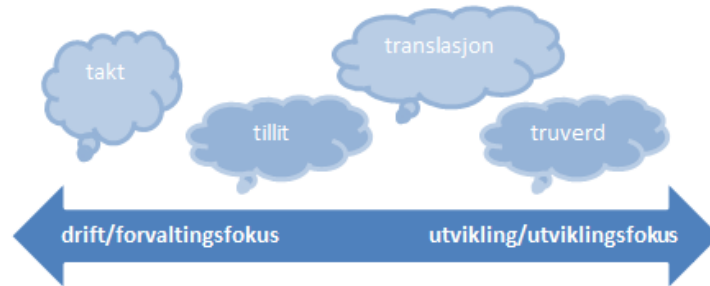 takt
translasjon
tillit
truverd
drift/forvaltingsfokus
utvikling/utviklingsfokus